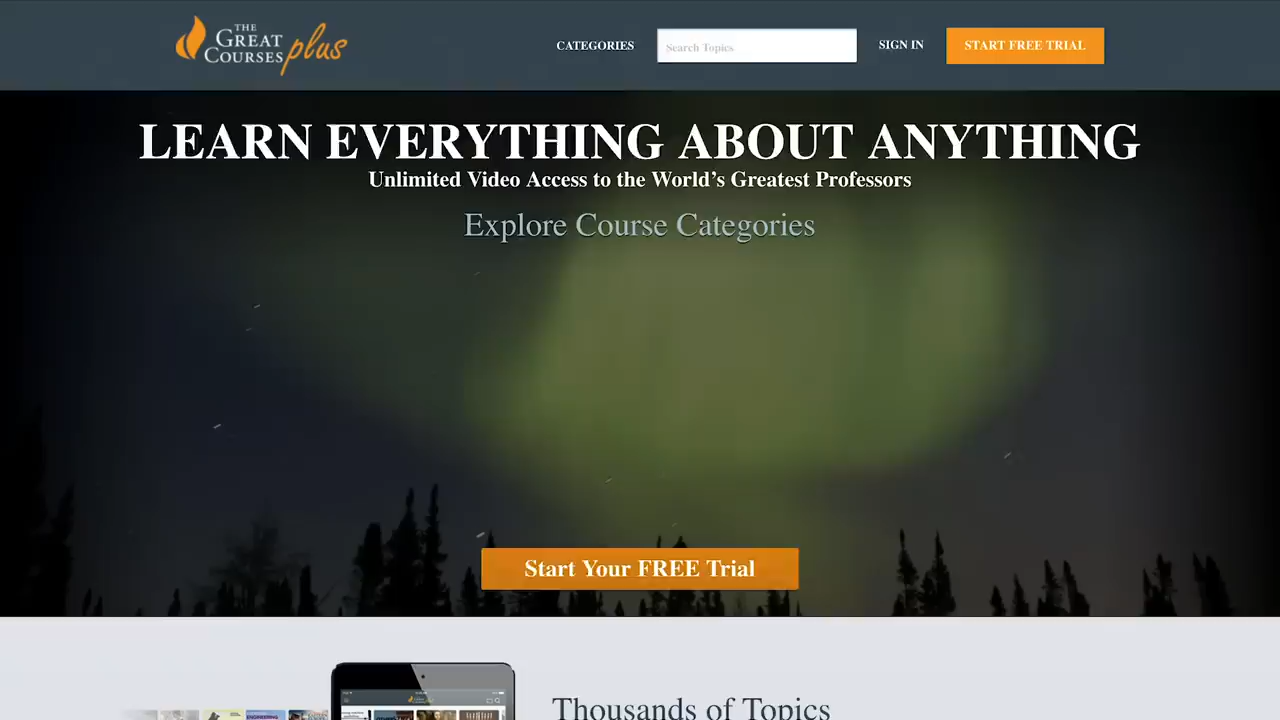 THE
GREAT
COURSES plus
CATEGORIES
Search Topics
SIGN IN
START FREE TRIAL
LEARN EVERYTHING ABOUT ANYTHING
Unlimited Video Access to the World's Greatest Professors
Explore Course Categories
Start Your FREE Trial
Thousands of Topics
ENGINEERING